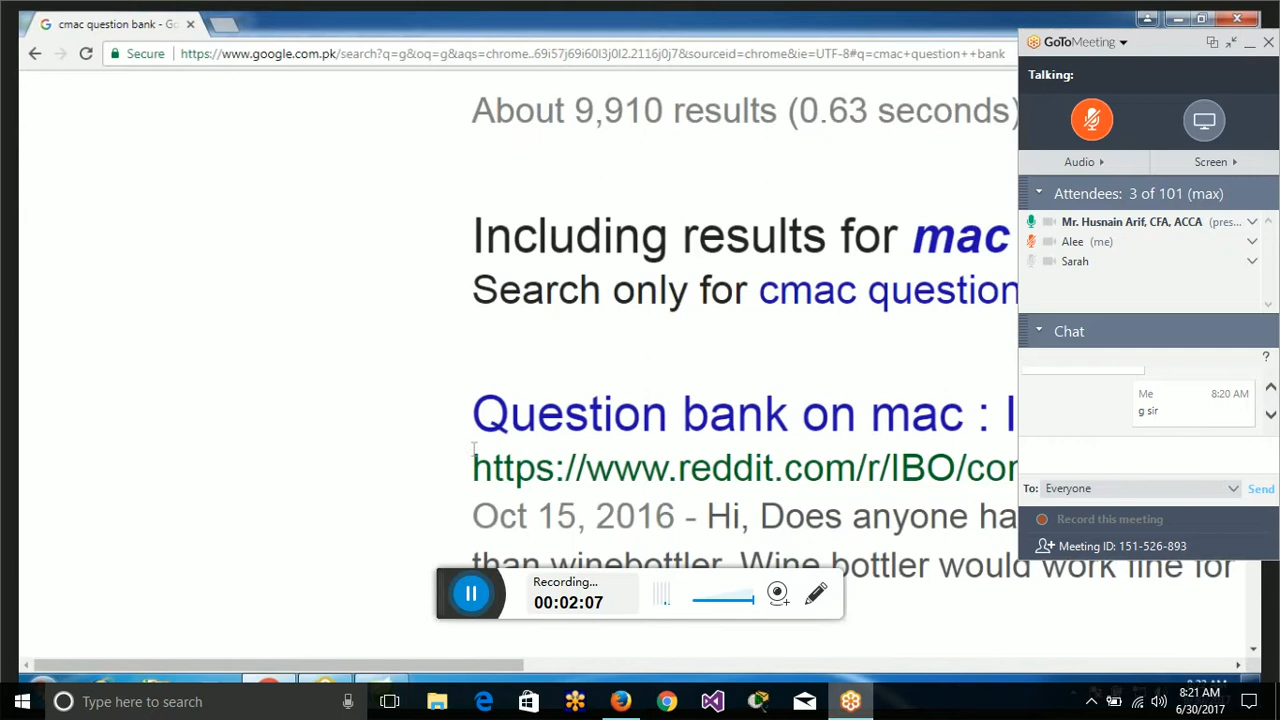 cmac question bank - Go
Secure
https://www.google.com.pk/search?q=g&oq=g&aqs=chrome..69i57j69i60l3j0l2.2116j0j7&sourceid=chrome&ie=UTF-8#q=cmac+question++bank
About 9,910 results (0.63 seconds)
Including results for mac
Search only for cmac question
Question bank on mac :
https://www.reddit.com/r/IBO/
Oct 15, 2016 - Hi, Does anyone ha
than winebottler. Wine bottler would work fine for
GoToMeeting
Talking:
Audio
Screen
Attendees: 3 of 101 (max)
Mr. Husnain Arif, CFA, ACCA (pres...
Alee (me)
Sarah
Chat
?
Me 8:20 AM
g sir
To: Everyone Send
Record this meeting
Meeting ID: 151-526-893
Recording...
00:02:07
Type here to search
8:21 AM
6/30/2017